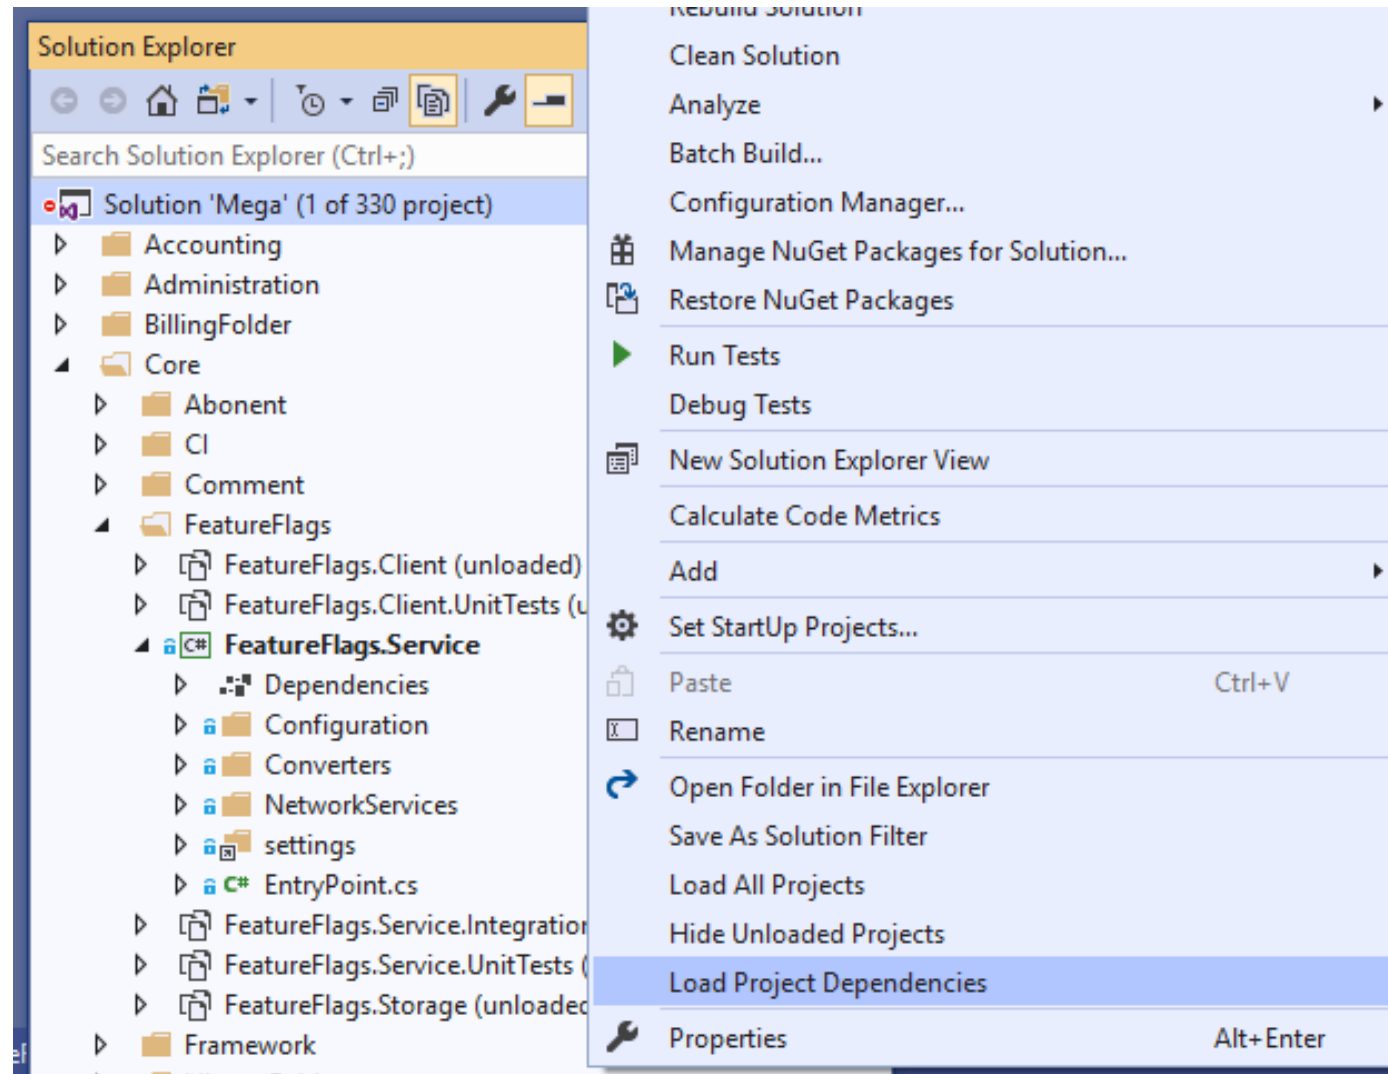 Solution Explorer
Search Solution Explorer (Ctrl+;)
Solution 'Mega' (1 of 330 project)
Accounting
Administration
BillingFolder
Core
Abonent
CI
Comment
FeatureFlags
FeatureFlags.Client (unloaded)
FeatureFlags.Client.UnitTests (u
C# FeatureFlags.Service
Dependencies
Configuration
Converters
NetworkServices
settings
C# EntryPoint.cs
FeatureFlags.Service.Integration
FeatureFlags.Service.UnitTests (
FeatureFlags.Storage (unloaded
Framework
Rebuild Solution
Clean Solution
Analyze
Batch Build...
Configuration Manager...
Manage NuGet Packages for Solution...
Restore NuGet Packages
Run Tests
Debug Tests
New Solution Explorer View
Calculate Code Metrics
Add
Set StartUp Projects...
Paste Ctrl+V
Rename
Open Folder in File Explorer
Save As Solution Filter
Load All Projects
Hide Unloaded Projects
Load Project Dependencies
Properties Alt+Enter